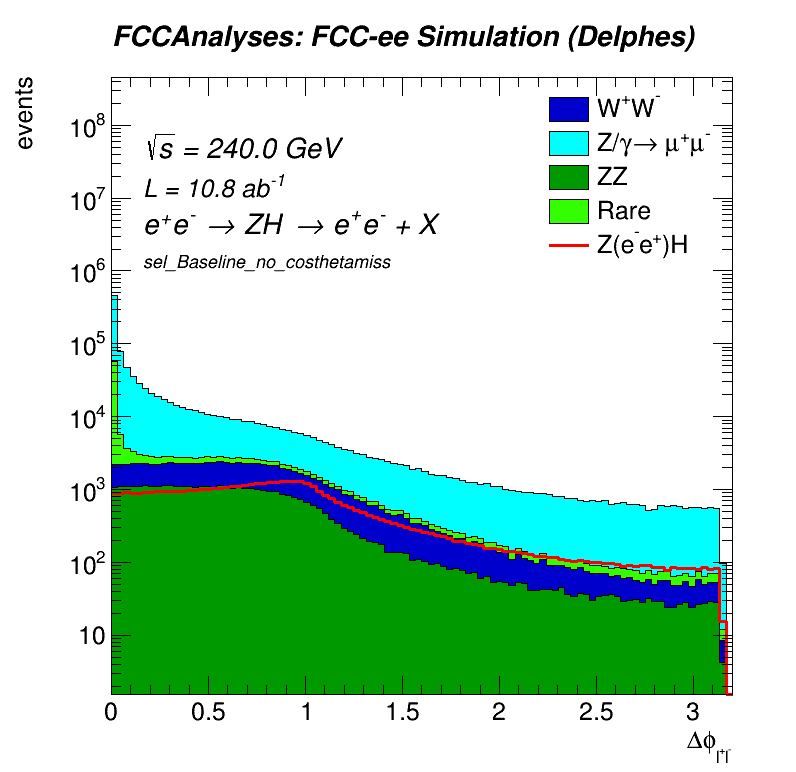 FCCAnalyses: FCC-ee Simulation (Delphes)
events
√s = 240.0 GeV
L = 10.8 ab⁻¹
e⁺e⁻ → ZH → e⁺e⁻ + X
sel_Baseline_no_costhetamiss
W⁺W⁻
Z/γ→ μ⁺μ⁻
ZZ
Rare
Z(e⁻e⁺)H
10⁸
10⁷
10⁶
10⁵
10⁴
10³
10²
10
0 0.5 1 1.5 2 2.5 3
Δϕ l⁺l⁻